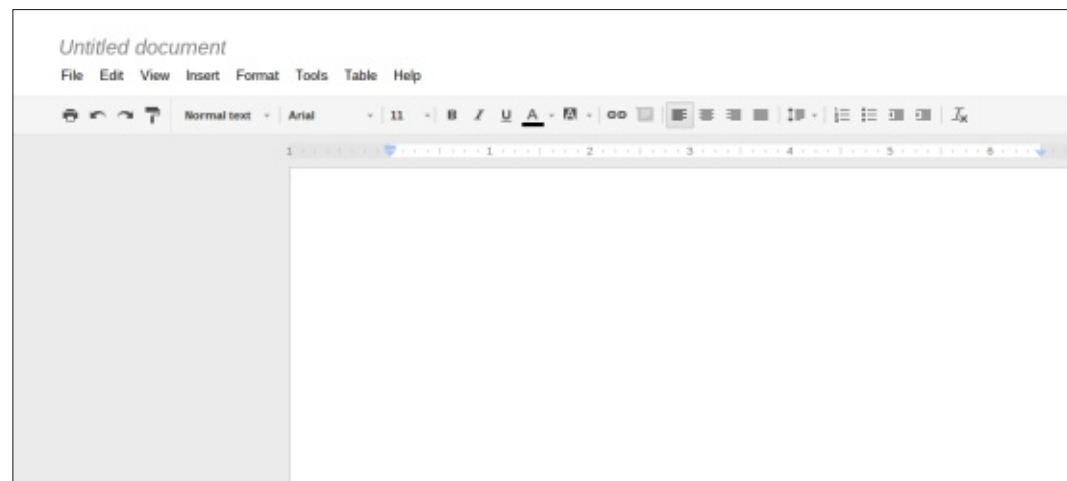 Untitled document
File Edit View Insert Format Tools Table Help
Normal text Arial 11 B I U A A
1 1 2 3 4 5 6